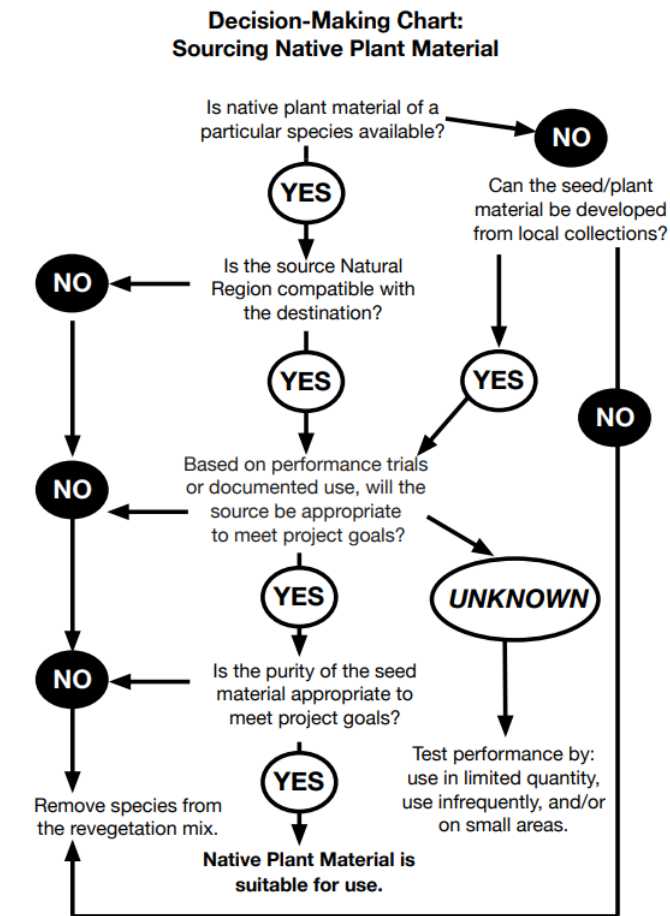 Decision-Making Chart:
Sourcing Native Plant Material
Is native plant material of a
particular species available?
NO
YES
Can the seed/plant
material be developed
from local collections?
Is the source Natural
Region compatible with
the destination?
NO
YES
YES
NO
Based on performance trials
or documented use, will the
source be appropriate
to meet project goals?
NO
YES
UNKNOWN
Is the purity of the seed
material appropriate to
meet project goals?
NO
YES
Test performance by:
use in limited quantity,
use infrequently, and/or
on small areas.
Remove species from
the revegetation mix.
Native Plant Material is
suitable for use.